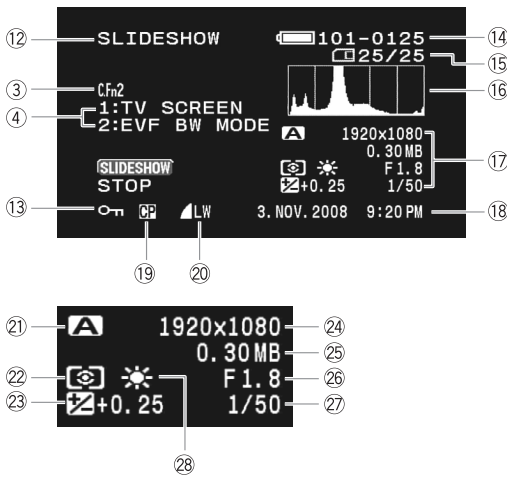 ⑫ SLIDESHOW 101-0125 ⑭
25/25 ⑮
③ C.Fn2 ⑯
④ 1:TV SCREEN
2:EVF BW MODE
A 1920x1080
0.30MB ⑰
F1.8
SLIDESHOW
STOP +0.25 1/50
⑬ CP LW 3.NOV.2008 9:20PM ⑱
⑲ ⑳
㉑ A 1920x1080 ㉔
0.30MB ㉕
㉒ F1.8 ㉖
㉓ +0.25 1/50 ㉗
㉘